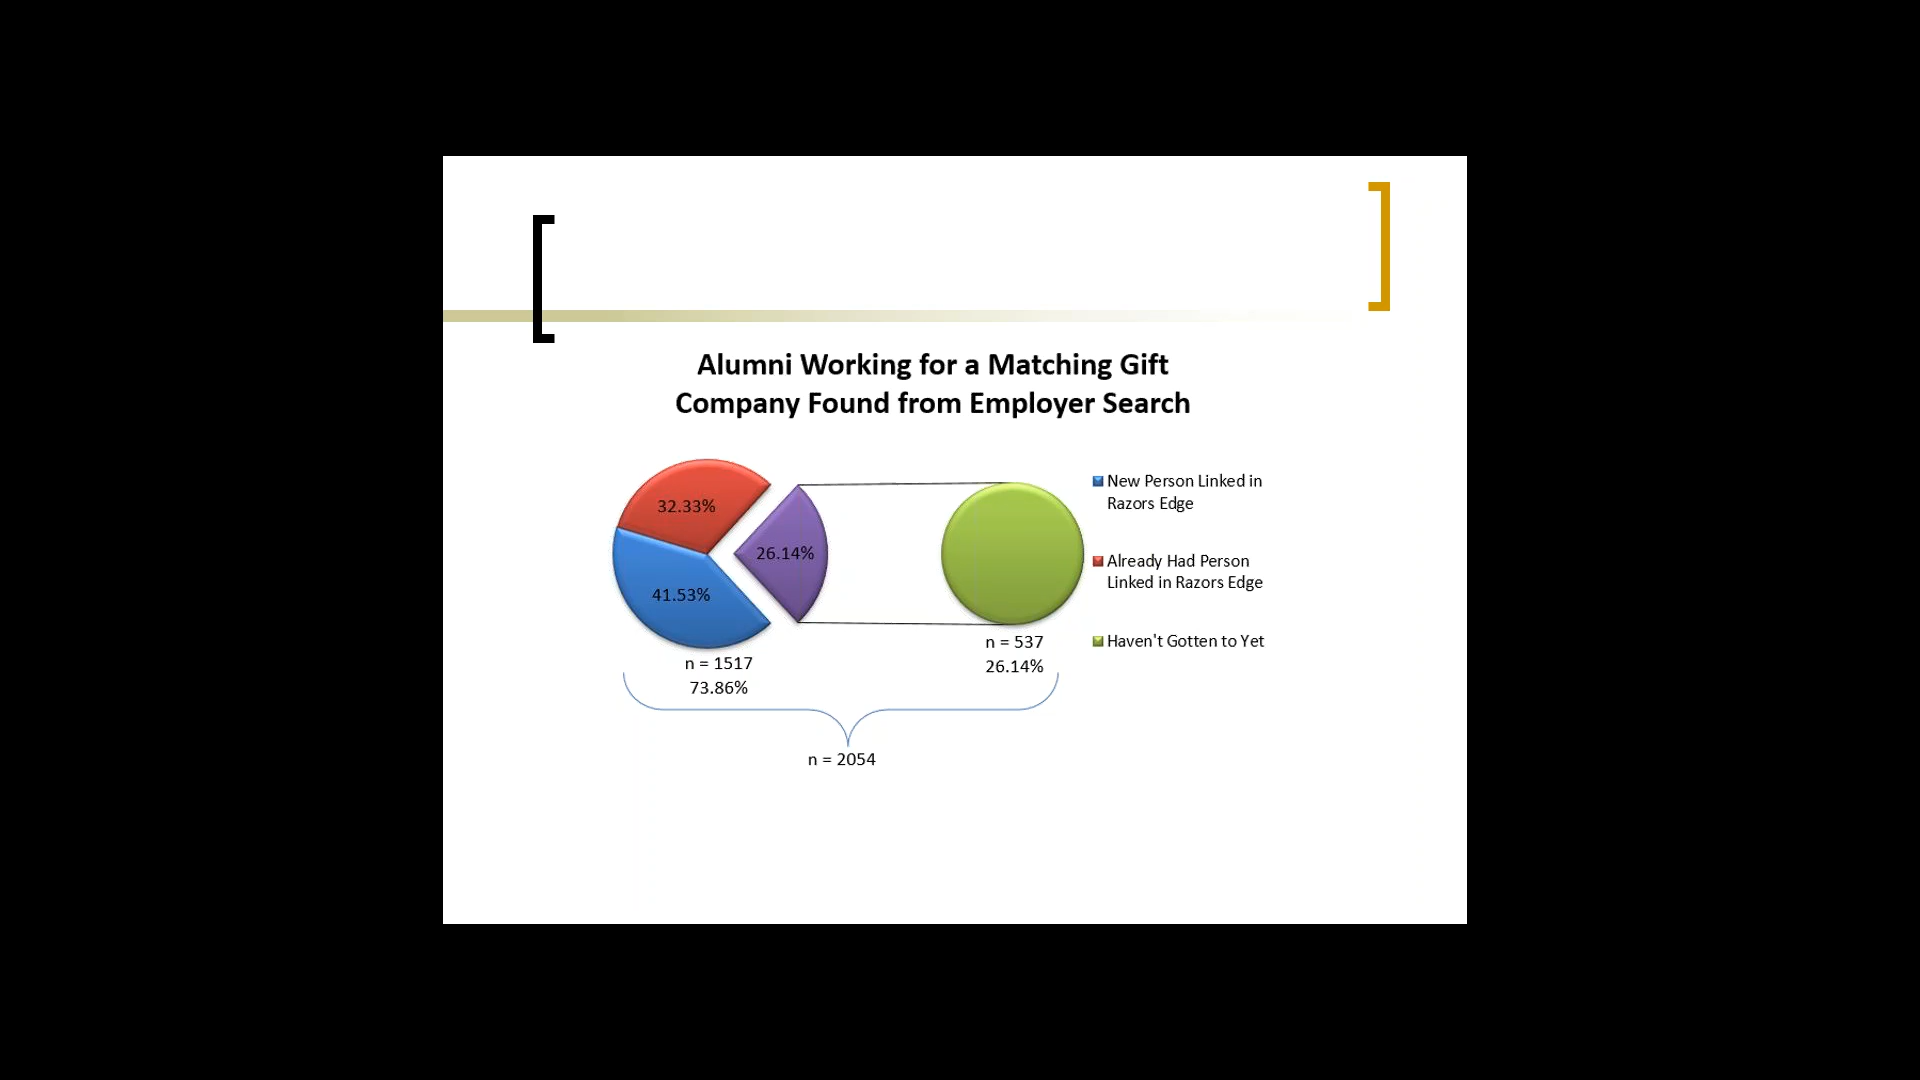 Alumni Working for a Matching Gift
Company Found from Employer Search
32.33%
26.14%
41.53%
n = 1517
73.86%
n = 537
26.14%
n = 2054
New Person Linked in
Razors Edge
Already Had Person
Linked in Razors Edge
Haven't Gotten to Yet